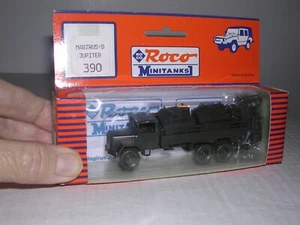 MAGIRUS-D
JUPITER
390
Roco
MINITANKS
Roco
MINITANKS